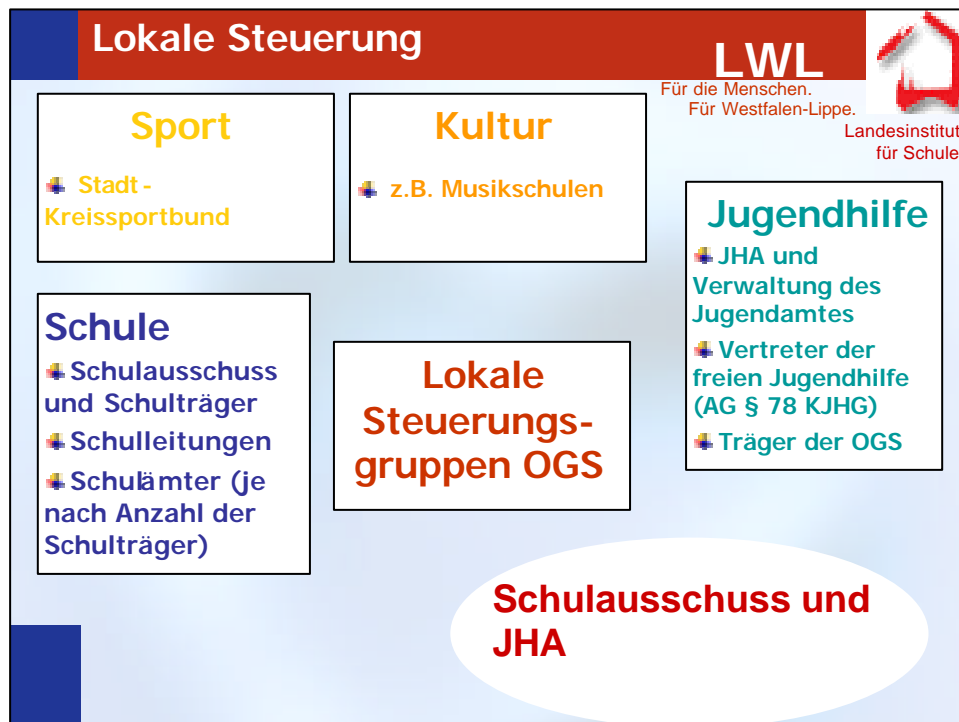 Lokale Steuerung
LWL
Für die Menschen.
Für Westfalen-Lippe.
Landesinstitut
für Schule
Sport
Stadt -
Kreissportbund
Kultur
z.B. Musikschulen
Jugendhilfe
JHA und
Verwaltung des
Jugendamtes
Vertreter der
freien Jugendhilfe
(AG § 78 KJHG)
Träger der OGS
Schule
Schulausschuss
und Schulträger
Schulleitungen
Schulämter (je
nach Anzahl der
Schulträger)
Lokale
Steuerungs-
gruppen OGS
Schulausschuss und
JHA